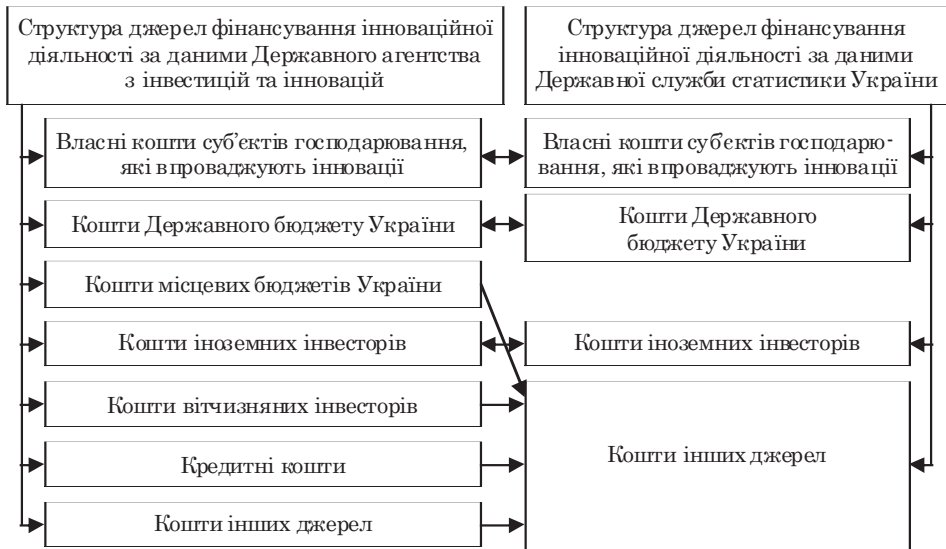 Структура джерел фінансування інноваційної
діяльності за даними Державного агентства
з інвестицій та інновацій
Структура джерел фінансування
інноваційної діяльності за даними
Державної служби статистики України
Власні кошти суб’єктів господарювання,
які впроваджують інновації
Власні кошти суб’єктів господарю-
вання, які впроваджують інновації
Кошти Державного бюджету України
Кошти Державного
бюджету України
Кошти місцевих бюджетів України
Кошти іноземних інвесторів
Кошти іноземних інвесторів
Кошти вітчизняних інвесторів
Кредитні кошти
Кошти інших джерел
Кошти інших джерел